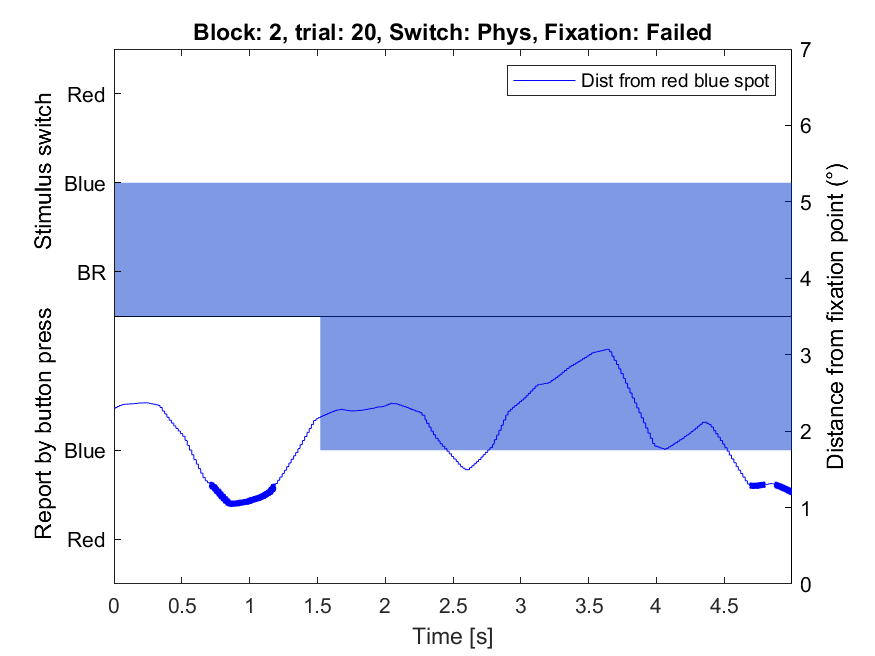 Block: 2, trial: 20, Switch: Phys, Fixation: Failed
Dist from red blue spot
Stimulus switch
Red
Blue
BR
Report by button press
Blue
Red
7
6
5
4
3
2
1
0
Distance from fixation point (°)
0 0.5 1 1.5 2 2.5 3 3.5 4 4.5
Time [s]